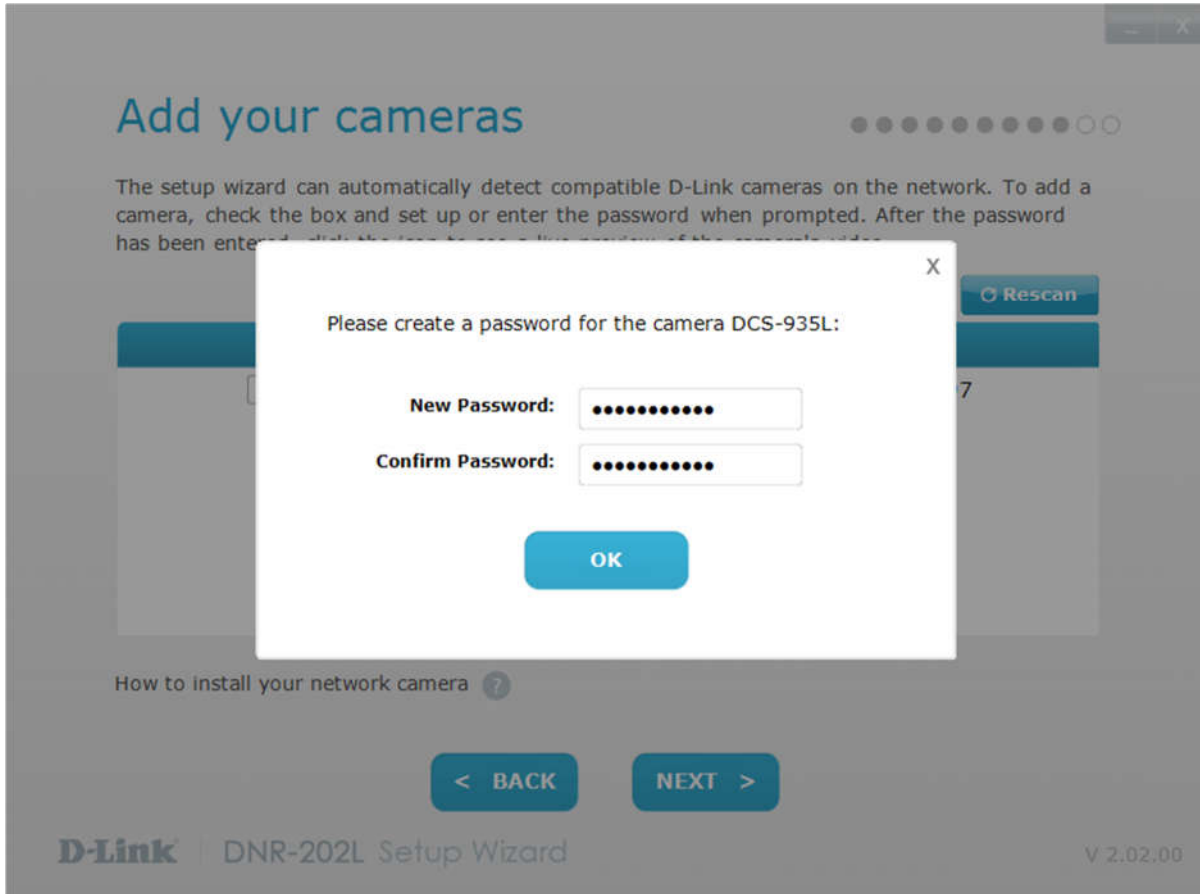 Add your cameras
The setup wizard can automatically detect compatible D-Link cameras on the network. To add a
camera, check the box and set up or enter the password when prompted. After the password
has been
X
Rescan
Please create a password for the camera DCS-935L:
7
New Password: •••••••••••
Confirm Password: •••••••••••
OK
How to install your network camera ?
< BACK NEXT >
D-Link DNR-202L Setup Wizard V 2.02.00